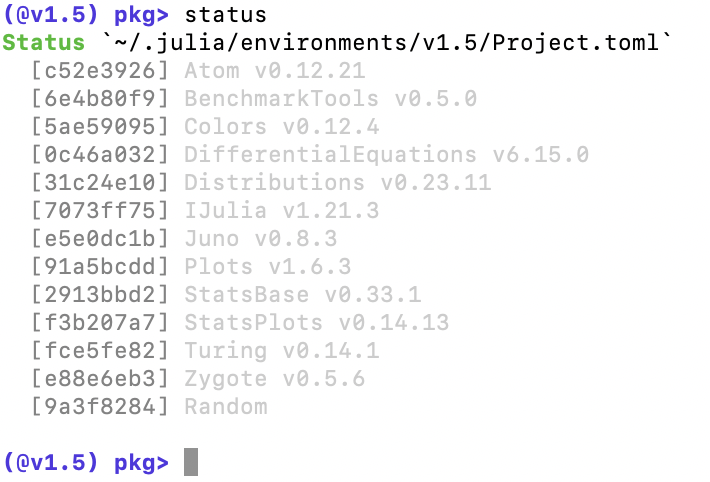 (@v1.5) pkg> status
Status `~/.julia/environments/v1.5/Project.toml`
[c52e3926] Atom v0.12.21
[6e4b80f9] BenchmarkTools v0.5.0
[5ae59095] Colors v0.12.4
[0c46a032] DifferentialEquations v6.15.0
[31c24e10] Distributions v0.23.11
[7073ff75] IJulia v1.21.3
[e5e0dc1b] Juno v0.8.3
[91a5bcdd] Plots v1.6.3
[2913bbd2] StatsBase v0.33.1
[f3b207a7] StatsPlots v0.14.13
[fce5fe82] Turing v0.14.1
[e88e6eb3] Zygote v0.5.6
[9a3f8284] Random
(@v1.5) pkg>